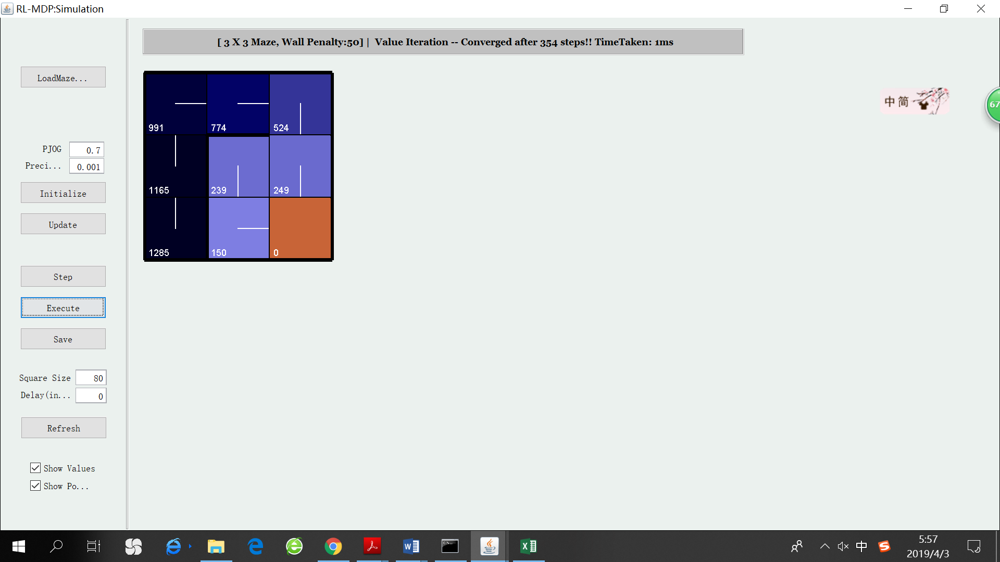 RL-MDP:Simulation
[ 3 X 3 Maze, Wall Penalty:50] | Value Iteration -- Converged after 354 steps!! TimeTaken: 1ms
LoadMaze...
PJOG 0.7
Preci... 0.001
Initialize
Update
Step
Execute
Save
Square Size 80
Delay(in... 0
Refresh
Show Values
Show Po...
991 774 524
1165 239 249
1285 150 0
中 简
67
中
5:57
2019/4/3